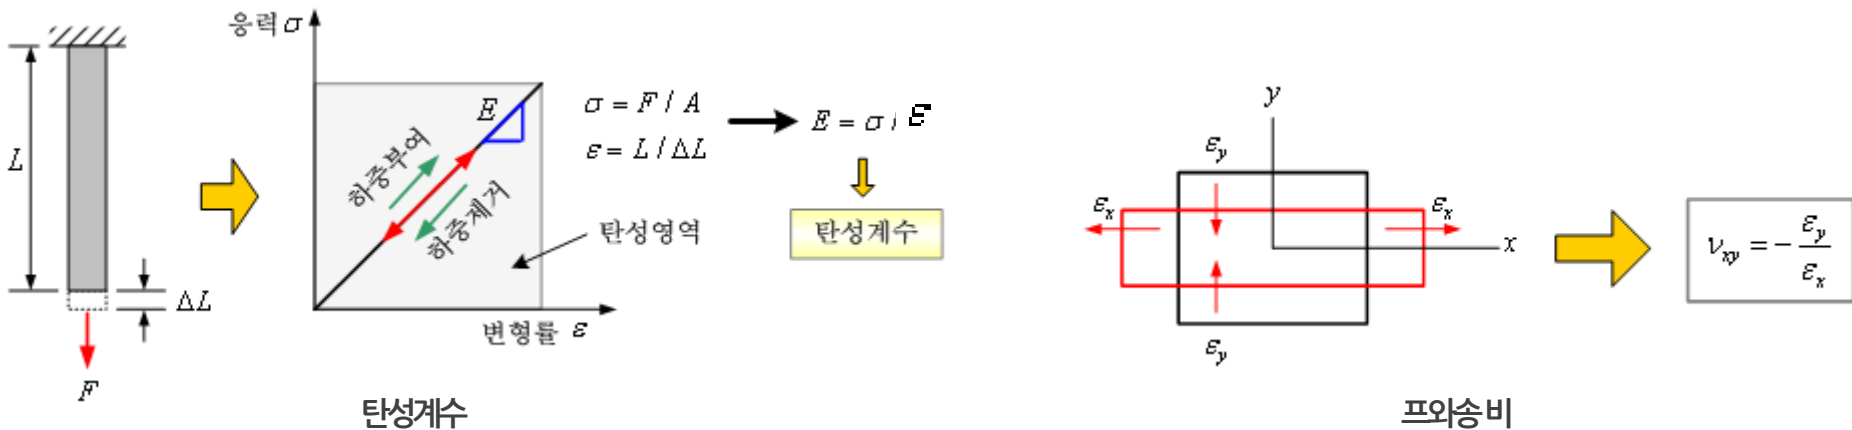 응력 σ
L
ΔL
F
E
하중부여
하중제거
탄성영역
변형률 ε
σ = F / A
ε = L / ΔL
E = σ / ε
탄성계수
탄성계수
y
x
ε_y
ε_x
ε_x
ε_y
ν_xy = - ε_y / ε_x
프와송 비